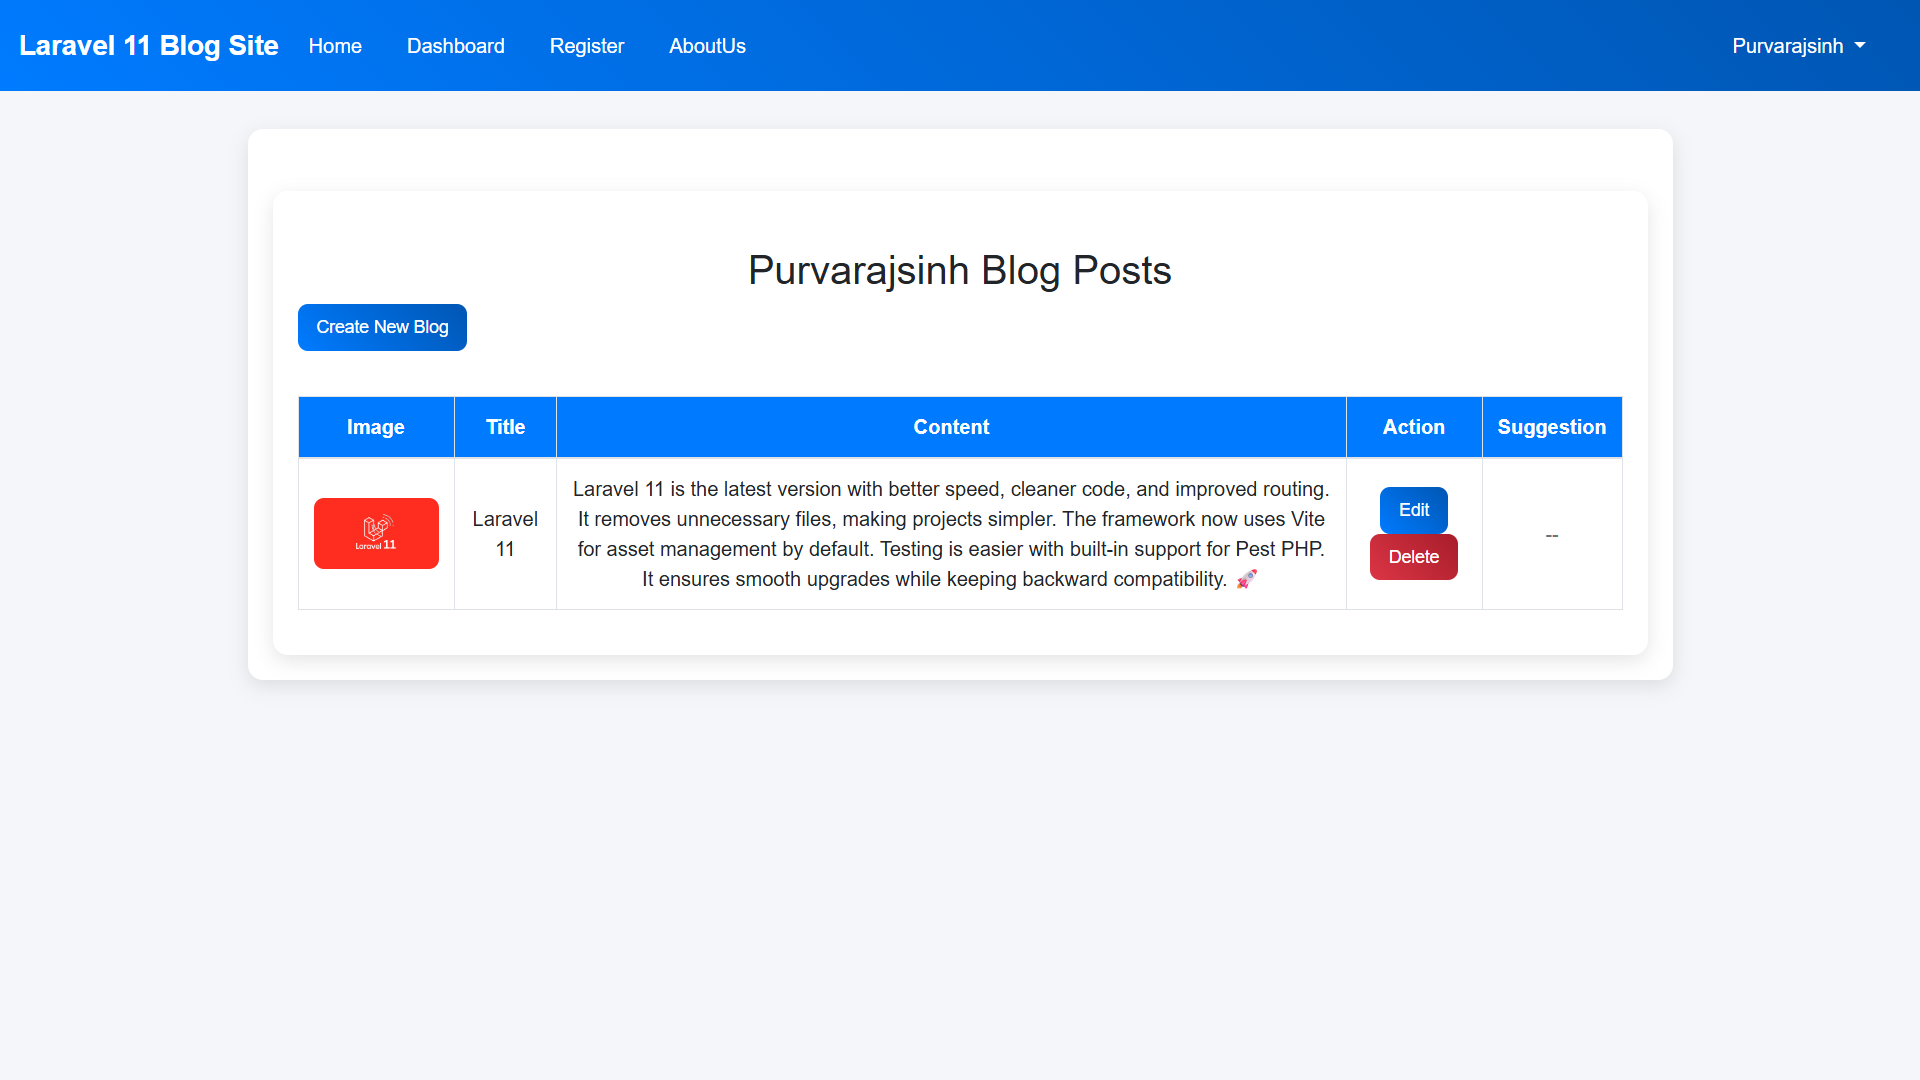 Laravel 11 Blog Site Home Dashboard Register AboutUs Purvarajsinh
Purvarajsinh Blog Posts
Create New Blog
Image Title Content Action Suggestion
Laravel 11
Laravel
11
Laravel 11 is the latest version with better speed, cleaner code, and improved routing.
It removes unnecessary files, making projects simpler. The framework now uses Vite
for asset management by default. Testing is easier with built-in support for Pest PHP.
It ensures smooth upgrades while keeping backward compatibility. 🚀
Edit
Delete
--